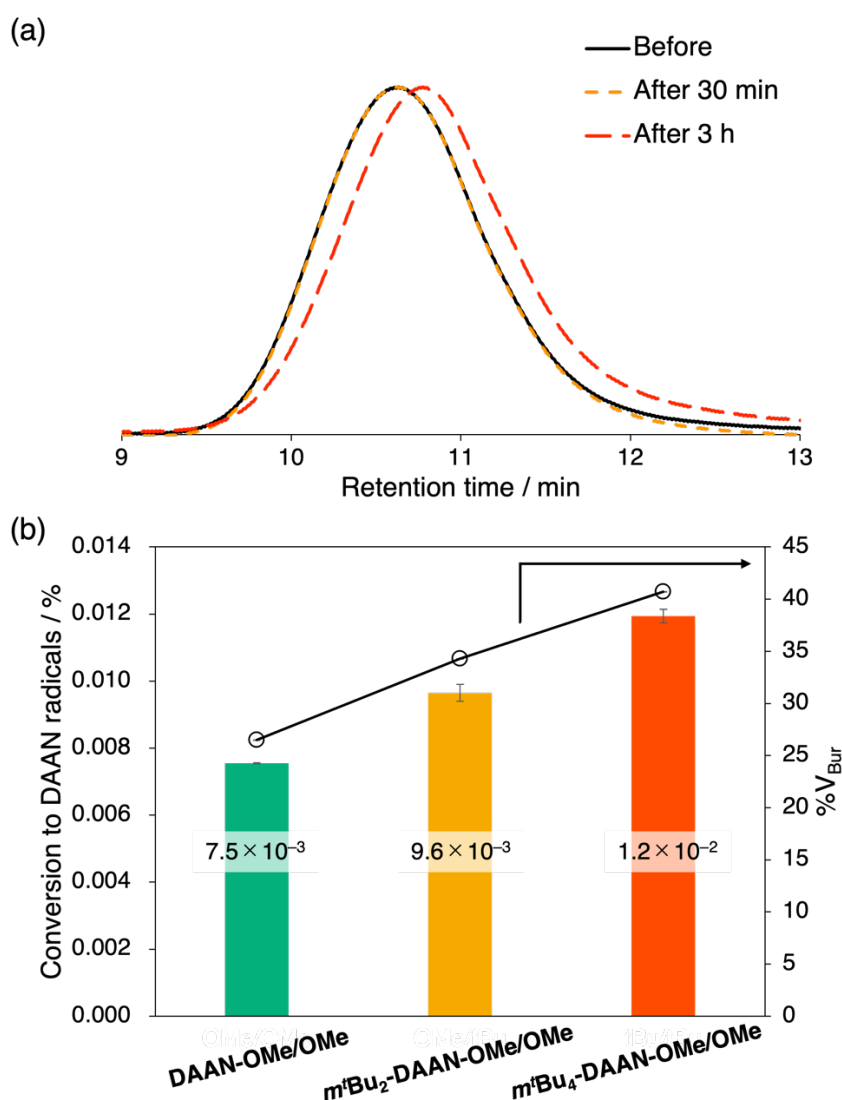 (a)
Before
After 30 min
After 3 h
9
10
11
12
13
Retention time / min
(b)
Conversion to DAAN radicals / %
0.014
0.012
0.010
0.008
0.006
0.004
0.002
0.000
7.5 × 10⁻³
9.6 × 10⁻³
1.2 × 10⁻²
45
40
35
30
25
20
15
10
5
0
%V_Bur
DAAN-OMe/OMe
mᵗBu₂-DAAN-OMe/OMe
mᵗBu₄-DAAN-OMe/OMe